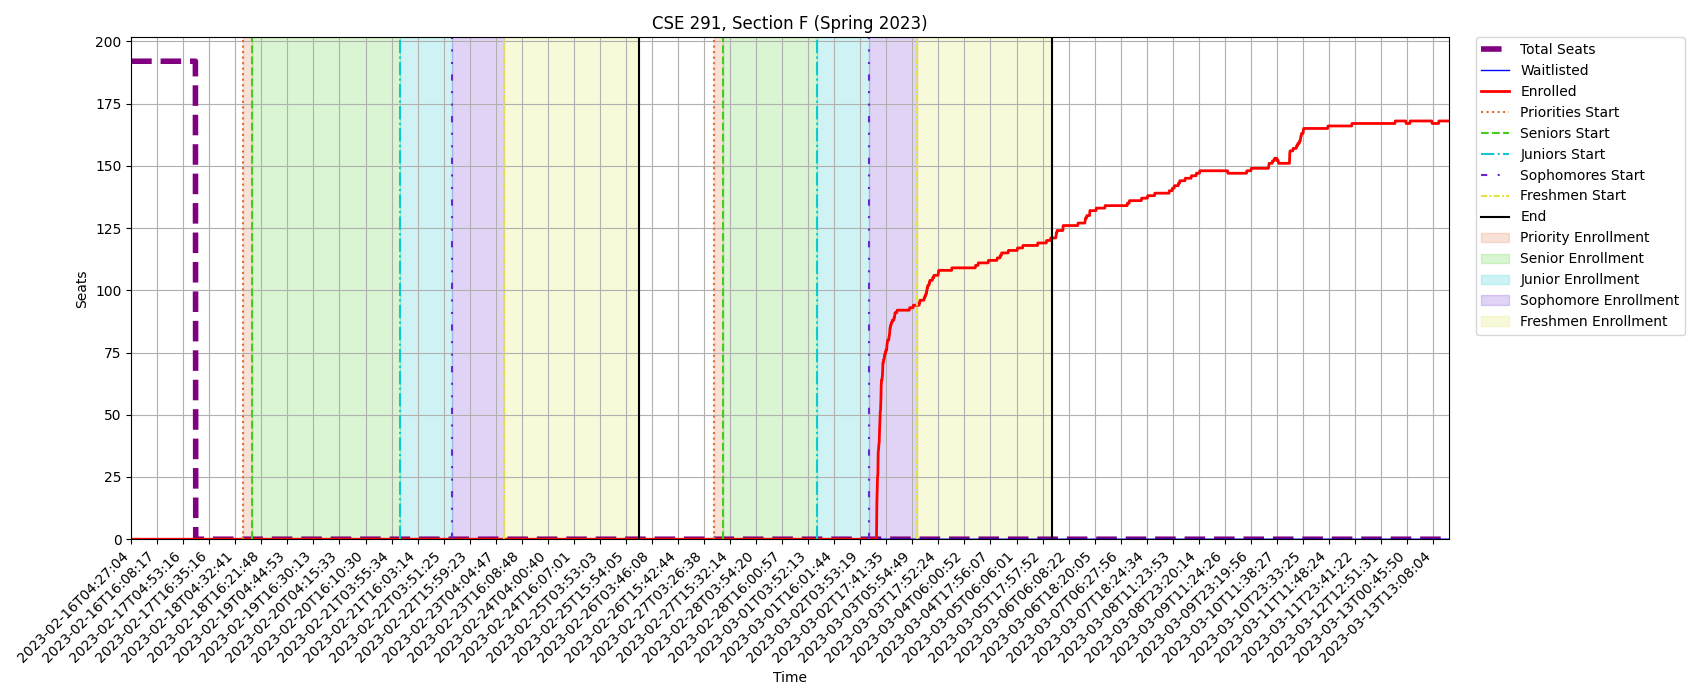 CSE 291, Section F (Spring 2023)
200
175
150
125
100
75
50
25
0
Seats
2023-02-16T04:27:04
2023-02-16T16:08:17
2023-02-17T04:53:16
2023-02-17T16:35:16
2023-02-18T04:32:41
2023-02-18T16:21:48
2023-02-19T04:44:53
2023-02-19T16:30:13
2023-02-20T04:15:33
2023-02-20T16:10:30
2023-02-21T03:55:34
2023-02-21T16:03:14
2023-02-22T03:51:25
2023-02-22T15:59:23
2023-02-23T04:04:47
2023-02-23T16:08:48
2023-02-24T04:00:40
2023-02-24T16:07:01
2023-02-25T03:53:03
2023-02-25T15:54:05
2023-02-26T03:46:08
2023-02-26T15:42:44
2023-02-27T03:26:38
2023-02-27T15:32:14
2023-02-28T03:54:20
2023-02-28T16:00:57
2023-03-01T03:52:13
2023-03-01T16:01:44
2023-03-02T03:53:19
2023-03-02T17:41:35
2023-03-03T05:54:49
2023-03-03T17:52:24
2023-03-04T06:00:52
2023-03-04T17:56:07
2023-03-05T06:06:01
2023-03-05T17:57:52
2023-03-06T06:08:22
2023-03-06T18:20:05
2023-03-07T06:27:56
2023-03-07T18:24:34
2023-03-08T11:23:53
2023-03-08T23:20:14
2023-03-09T11:24:26
2023-03-09T23:19:56
2023-03-10T11:38:27
2023-03-10T23:33:25
2023-03-11T11:48:24
2023-03-11T23:41:22
2023-03-12T12:51:31
2023-03-13T00:45:50
2023-03-13T13:08:04
Time
Total Seats
Waitlisted
Enrolled
Priorities Start
Seniors Start
Juniors Start
Sophomores Start
Freshmen Start
End
Priority Enrollment
Senior Enrollment
Junior Enrollment
Sophomore Enrollment
Freshmen Enrollment